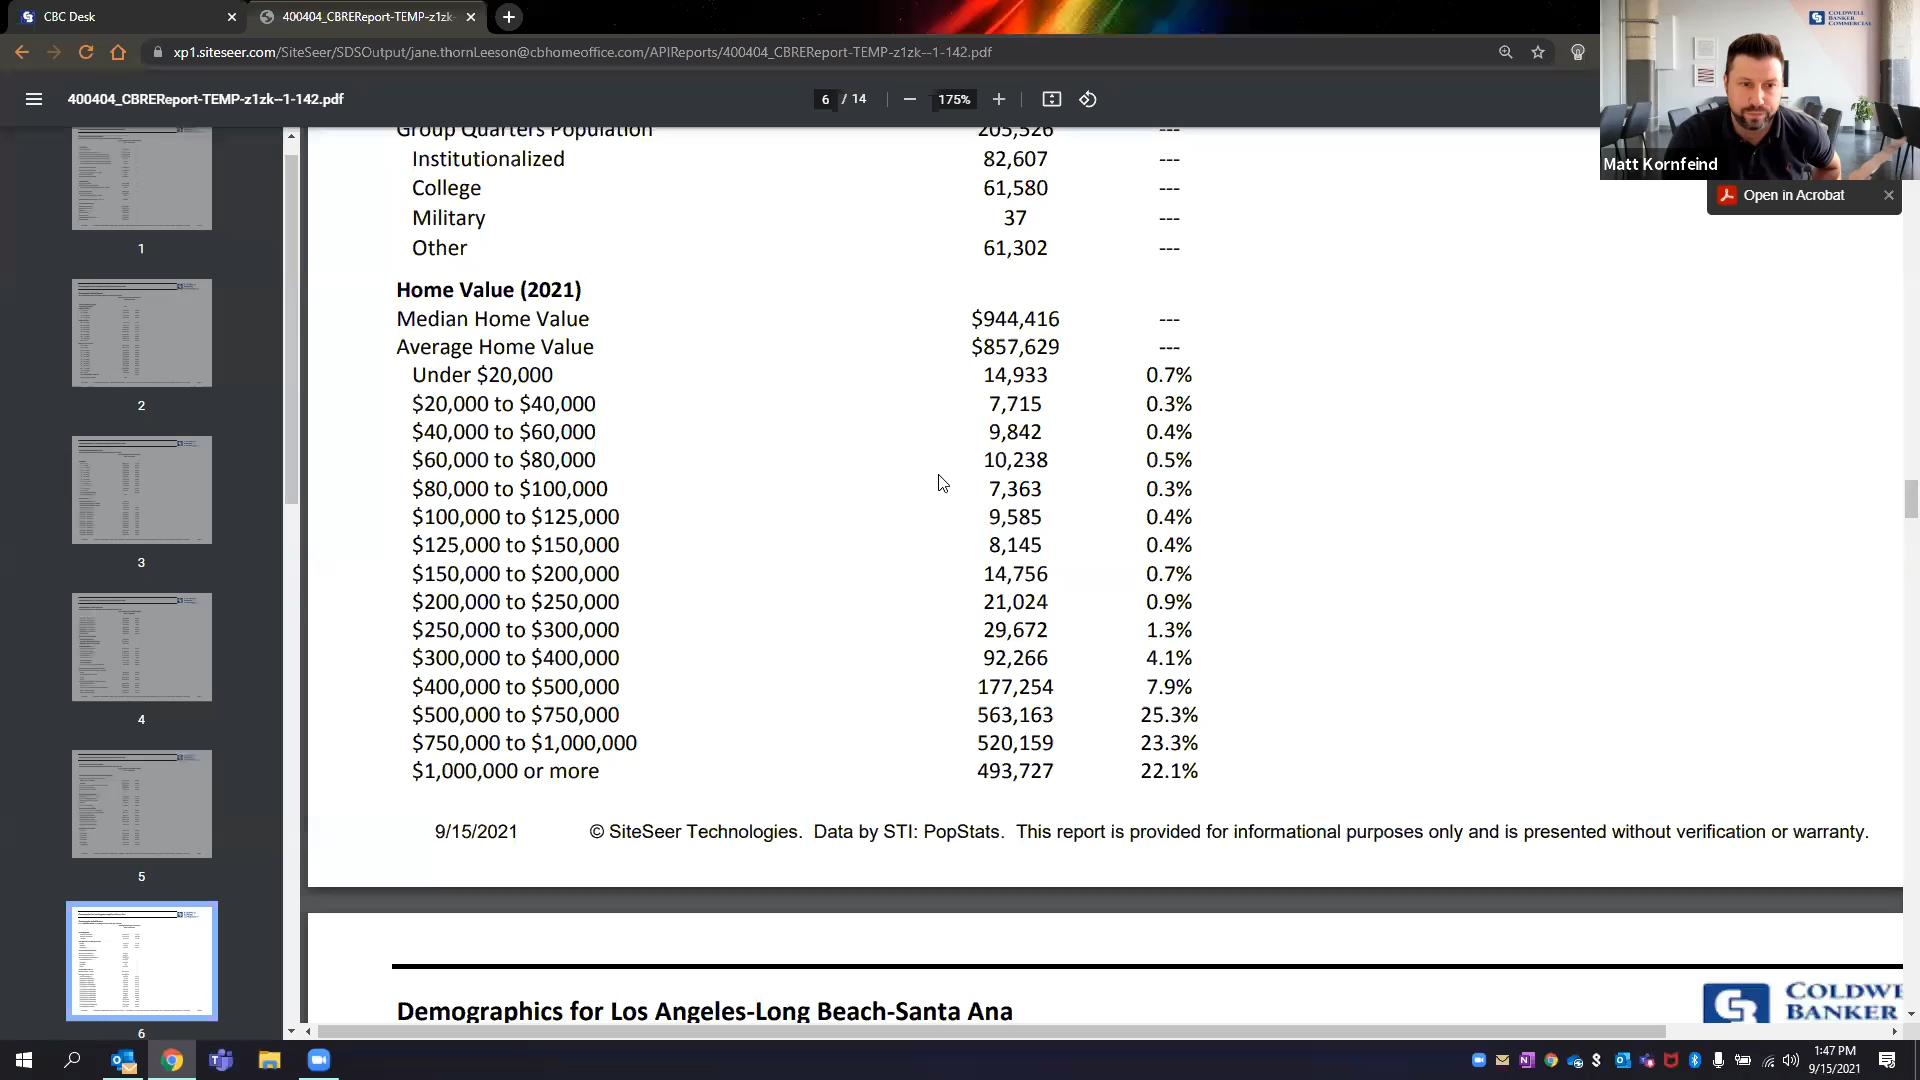 CBC Desk
400404_CBREReport-TEMP-z1zk-
xp1.siteseer.com/SiteSeer/SDSOutput/jane.thornLeeson@cbhomeoffice.com/APIReports/400404_CBREReport-TEMP-z1zk--1-142.pdf
COLDWELL
BANKER
COMMERCIAL
Matt Kornfeind
400404_CBREReport-TEMP-z1zk--1-142.pdf
6 / 14
175%
Open in Acrobat
1
2
3
4
5
6
Group Quarters Population 205,526 ---
Institutionalized 82,607 ---
College 61,580 ---
Military 37 ---
Other 61,302 ---
Home Value (2021)
Median Home Value $944,416 ---
Average Home Value $857,629 ---
Under $20,000 14,933 0.7%
$20,000 to $40,000 7,715 0.3%
$40,000 to $60,000 9,842 0.4%
$60,000 to $80,000 10,238 0.5%
$80,000 to $100,000 7,363 0.3%
$100,000 to $125,000 9,585 0.4%
$125,000 to $150,000 8,145 0.4%
$150,000 to $200,000 14,756 0.7%
$200,000 to $250,000 21,024 0.9%
$250,000 to $300,000 29,672 1.3%
$300,000 to $400,000 92,266 4.1%
$400,000 to $500,000 177,254 7.9%
$500,000 to $750,000 563,163 25.3%
$750,000 to $1,000,000 520,159 23.3%
$1,000,000 or more 493,727 22.1%
9/15/2021 © SiteSeer Technologies. Data by STI: PopStats. This report is provided for informational purposes only and is presented without verification or warranty.
Demographics for Los Angeles-Long Beach-Santa Ana
COLDWE
BANKER
1:47 PM
9/15/2021